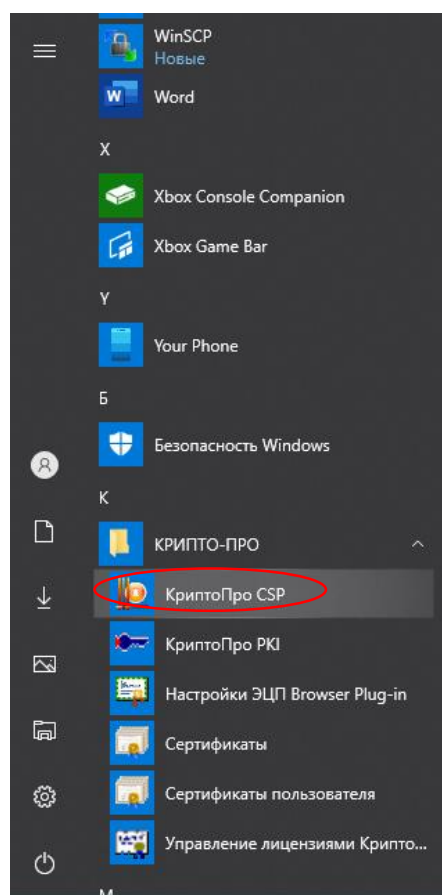 WinSCP
Новые
Word
X
Xbox Console Companion
Xbox Game Bar
Y
Your Phone
Б
Безопасность Windows
К
КРИПТО-ПРО
КриптоПро CSP
КриптоПро PKI
Настройки ЭЦП Browser Plug-in
Сертификаты
Сертификаты пользователя
Управление лицензиями Крипто...